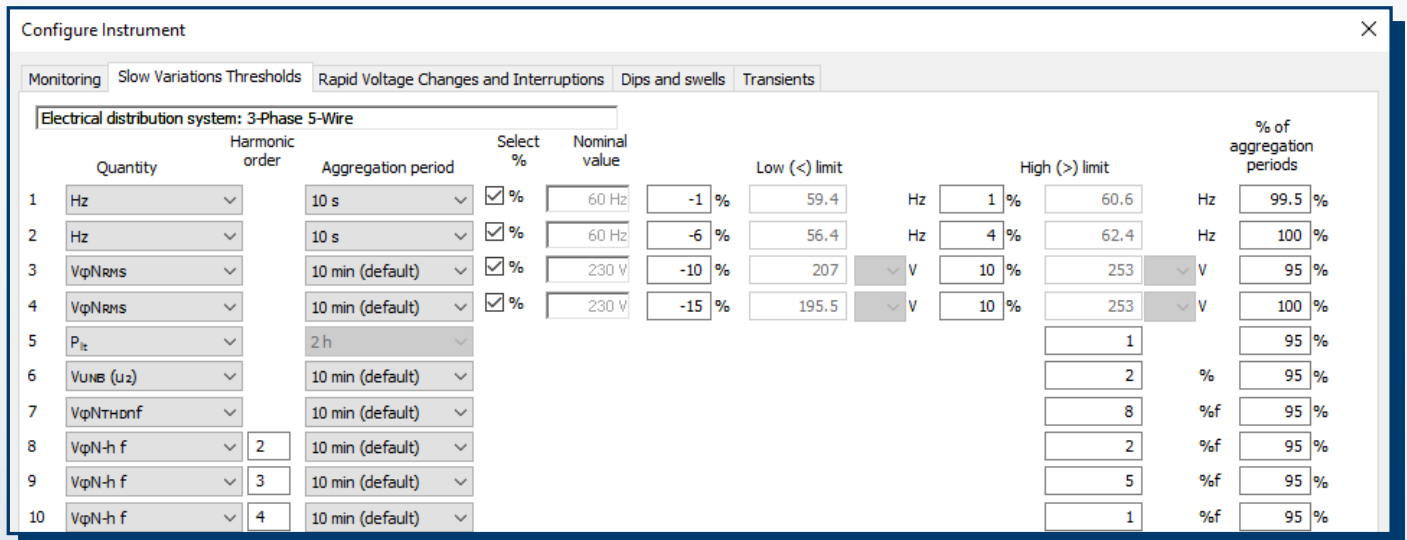 Configure Instrument
Monitoring Slow Variations Thresholds Rapid Voltage Changes and Interruptions Dips and swells Transients
Electrical distribution system: 3-Phase 5-Wire
Quantity Harmonic order Aggregation period Select % Nominal value Low (<) limit High (>) limit % of aggregation periods
1 Hz 10 s % 60 Hz -1 % 59.4 Hz 1 % 60.6 Hz 99.5 %
2 Hz 10 s % 60 Hz -6 % 56.4 Hz 4 % 62.4 Hz 100 %
3 VφNRMS 10 min (default) % 230 V -10 % 207 V 10 % 253 V 95 %
4 VφNRMS 10 min (default) % 230 V -15 % 195.5 V 10 % 253 V 100 %
5 Plt 2 h 1 95 %
6 VUNB (u2) 10 min (default) 2 % 95 %
7 VφNTHDnf 10 min (default) 8 %f 95 %
8 VφN-h f 2 10 min (default) 2 %f 95 %
9 VφN-h f 3 10 min (default) 5 %f 95 %
10 VφN-h f 4 10 min (default) 1 %f 95 %